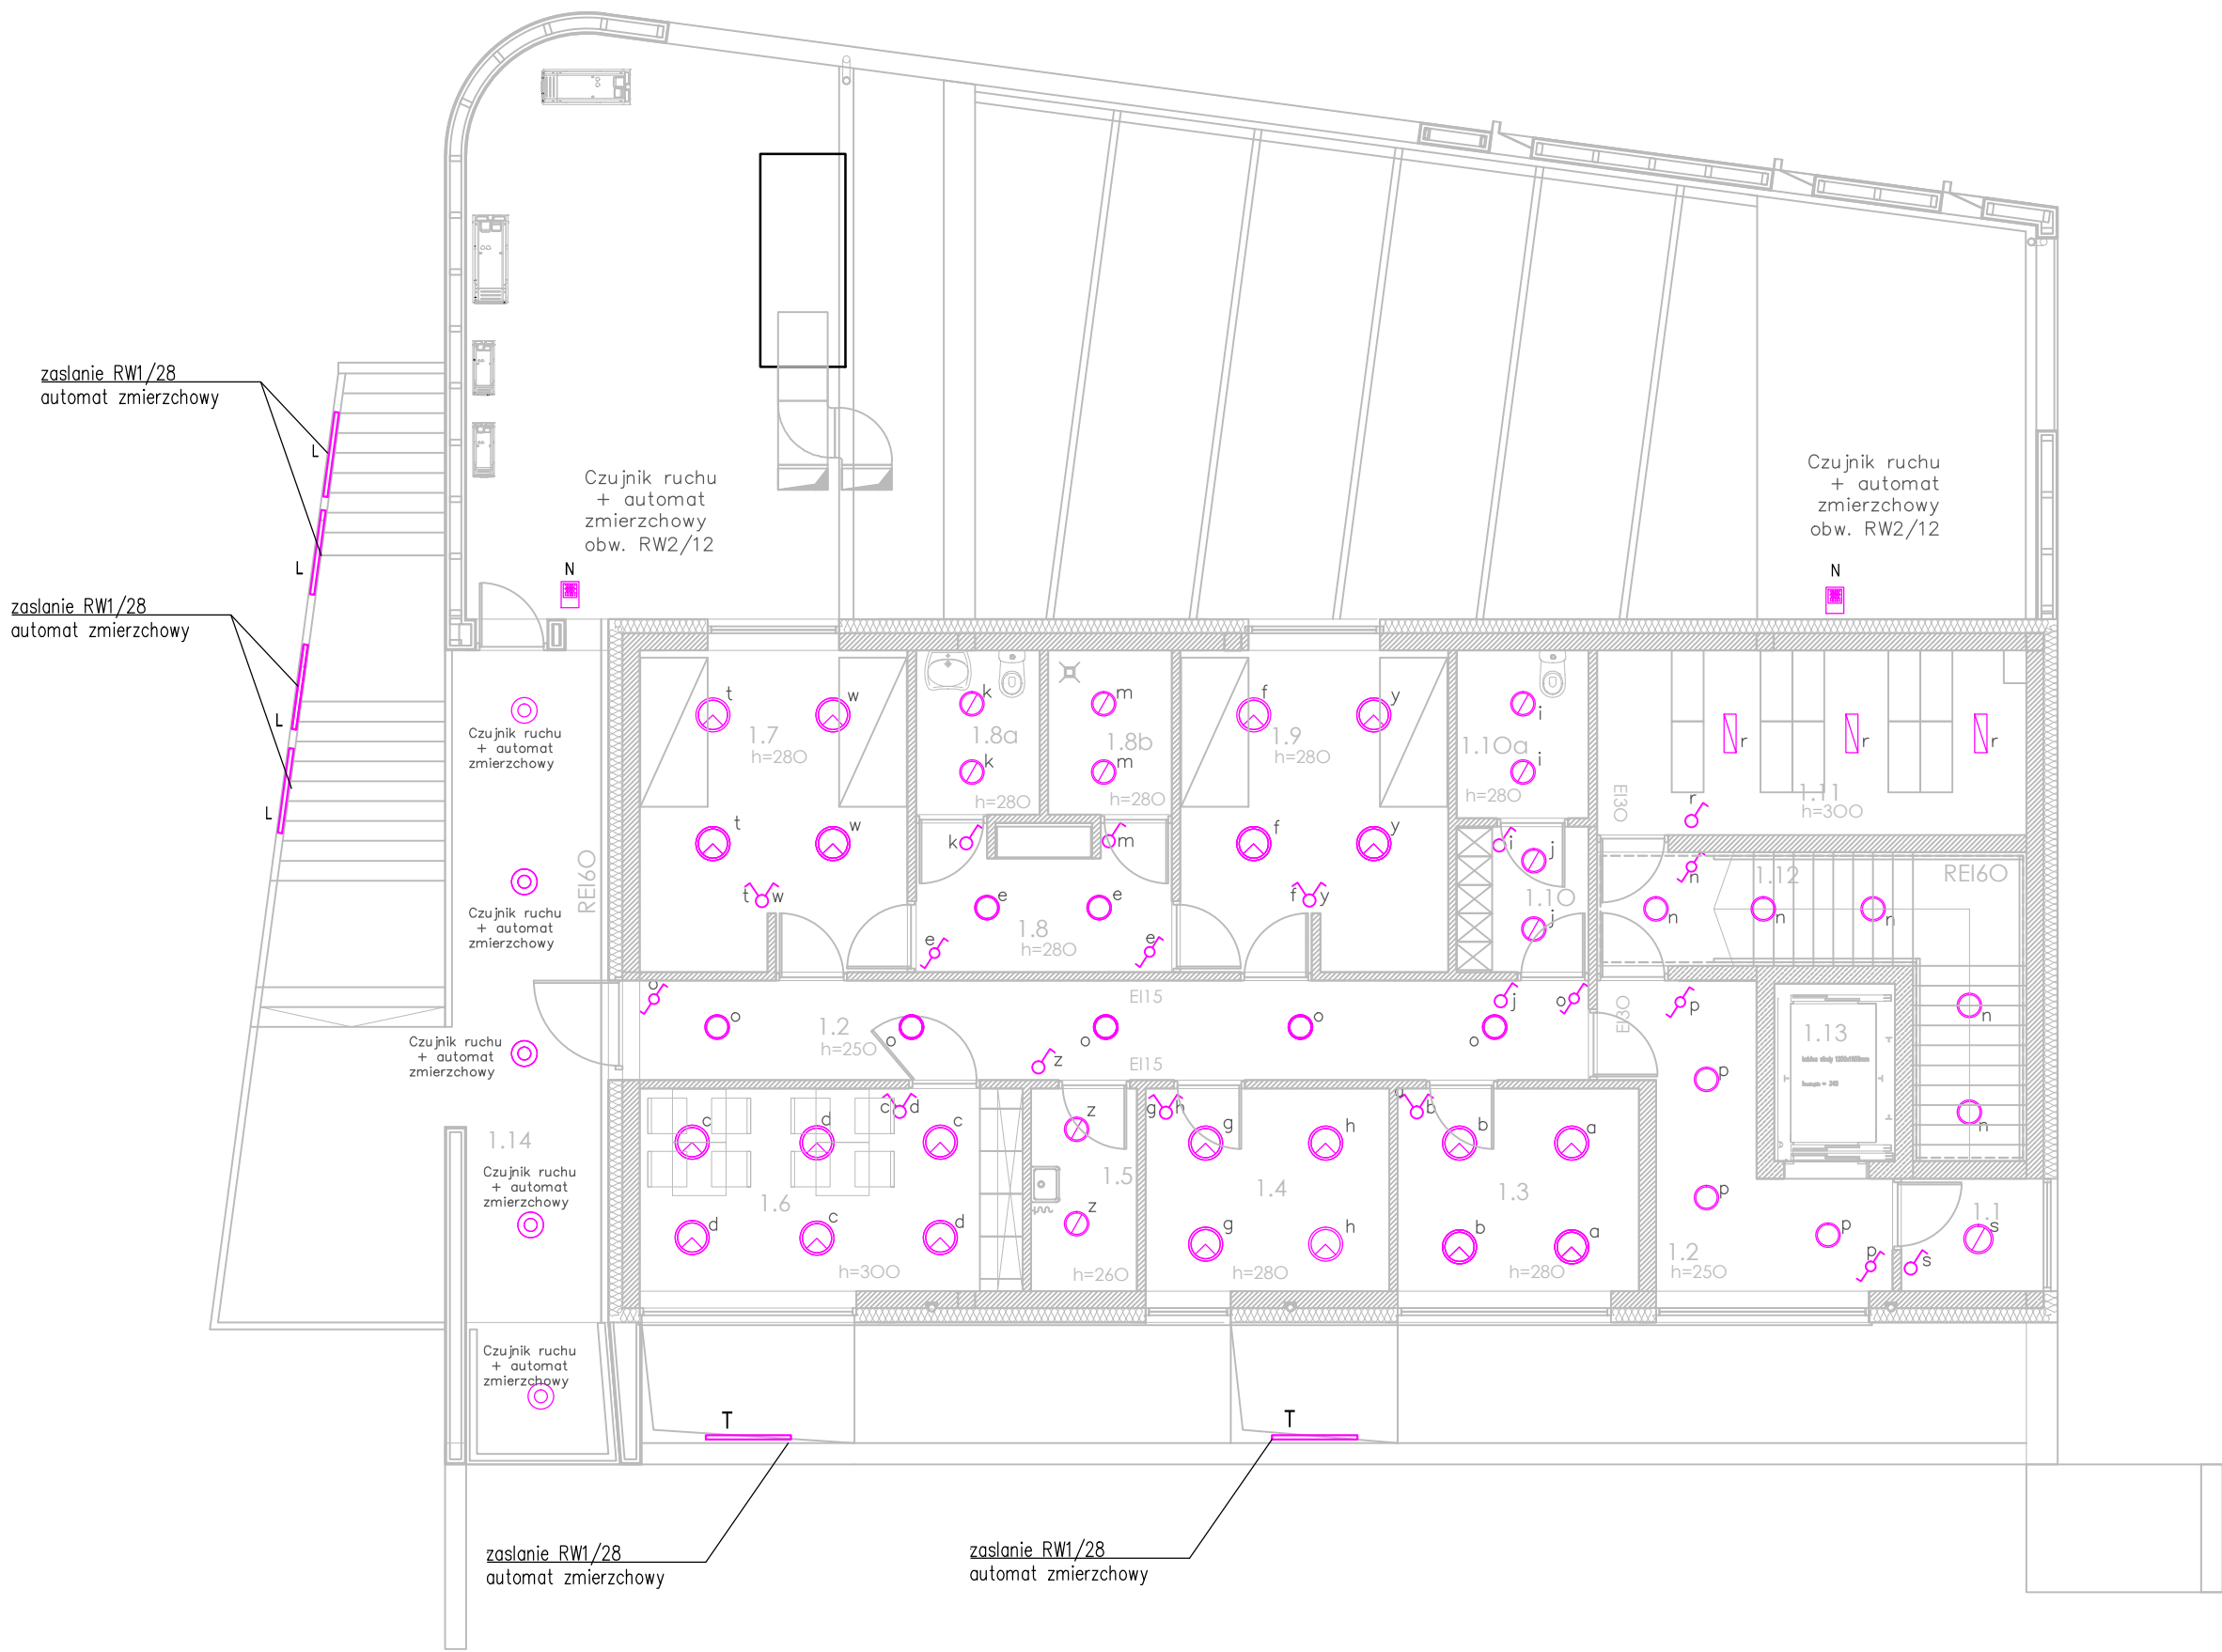 zaslanie RW1/28
automat zmierzchowy
L
L
zaslanie RW1/28
automat zmierzchowy
L
L
Czujnik ruchu
+ automat
zmierzchowy
obw. RW2/12
N
Czujnik ruchu
+ automat
zmierzchowy
obw. RW2/12
N
Czujnik ruchu
+ automat
zmierzchowy
REI60
Czujnik ruchu
+ automat
zmierzchowy
Czujnik ruchu
+ automat
zmierzchowy
1.14
Czujnik ruchu
+ automat
zmierzchowy
Czujnik ruchu
+ automat
zmierzchowy
t
w
1.7
h=280
t
w
t w
k
1.8a
k
h=280
k
m
1.8b
m
h=280
m
e
e
1.8
h=280
e
e
f
y
1.9
h=280
f
y
f y
i
1.10a
i
h=280
i
j
1.10
j
EI30
r
r
r
1.11
h=300
r
n
1.12
REI60
n
n
n
n
n
o
o
1.2
h=250
o
EI15
o
EI15
o
o
j
o
z
EI30
p
1.13
p
p
p
1.2
h=250
p
1.1
s
s
c d
c
d
c
1.6
d
c
d
h=300
z
1.5
z
h=260
g h
g
h
1.4
g
h
h=280
b
b
a
1.3
b
a
h=280
T
T
zaslanie RW1/28
automat zmierzchowy
zaslanie RW1/28
automat zmierzchowy